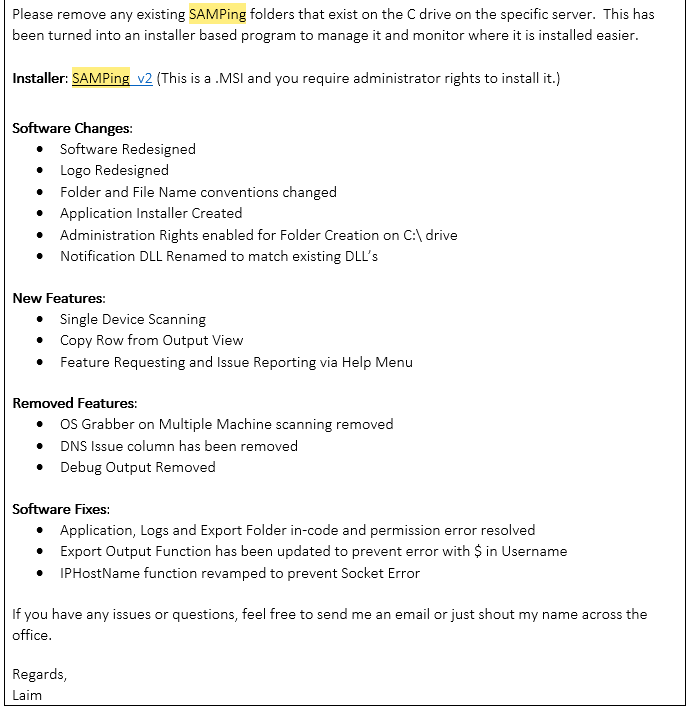 Please remove any existing SAMPing folders that exist on the C drive on the specific server.  This has
been turned into an installer based program to manage it and monitor where it is installed easier.
Installer: SAMPing_v2 (This is a .MSI and you require administrator rights to install it.)
Software Changes:
• Software Redesigned
• Logo Redesigned
• Folder and File Name conventions changed
• Application Installer Created
• Administration Rights enabled for Folder Creation on C:\ drive
• Notification DLL Renamed to match existing DLL’s
New Features:
• Single Device Scanning
• Copy Row from Output View
• Feature Requesting and Issue Reporting via Help Menu
Removed Features:
• OS Grabber on Multiple Machine scanning removed
• DNS Issue column has been removed
• Debug Output Removed
Software Fixes:
• Application, Logs and Export Folder in-code and permission error resolved
• Export Output Function has been updated to prevent error with $ in Username
• IPHostName function revamped to prevent Socket Error
If you have any issues or questions, feel free to send me an email or just shout my name across the
office.
Regards,
Laim